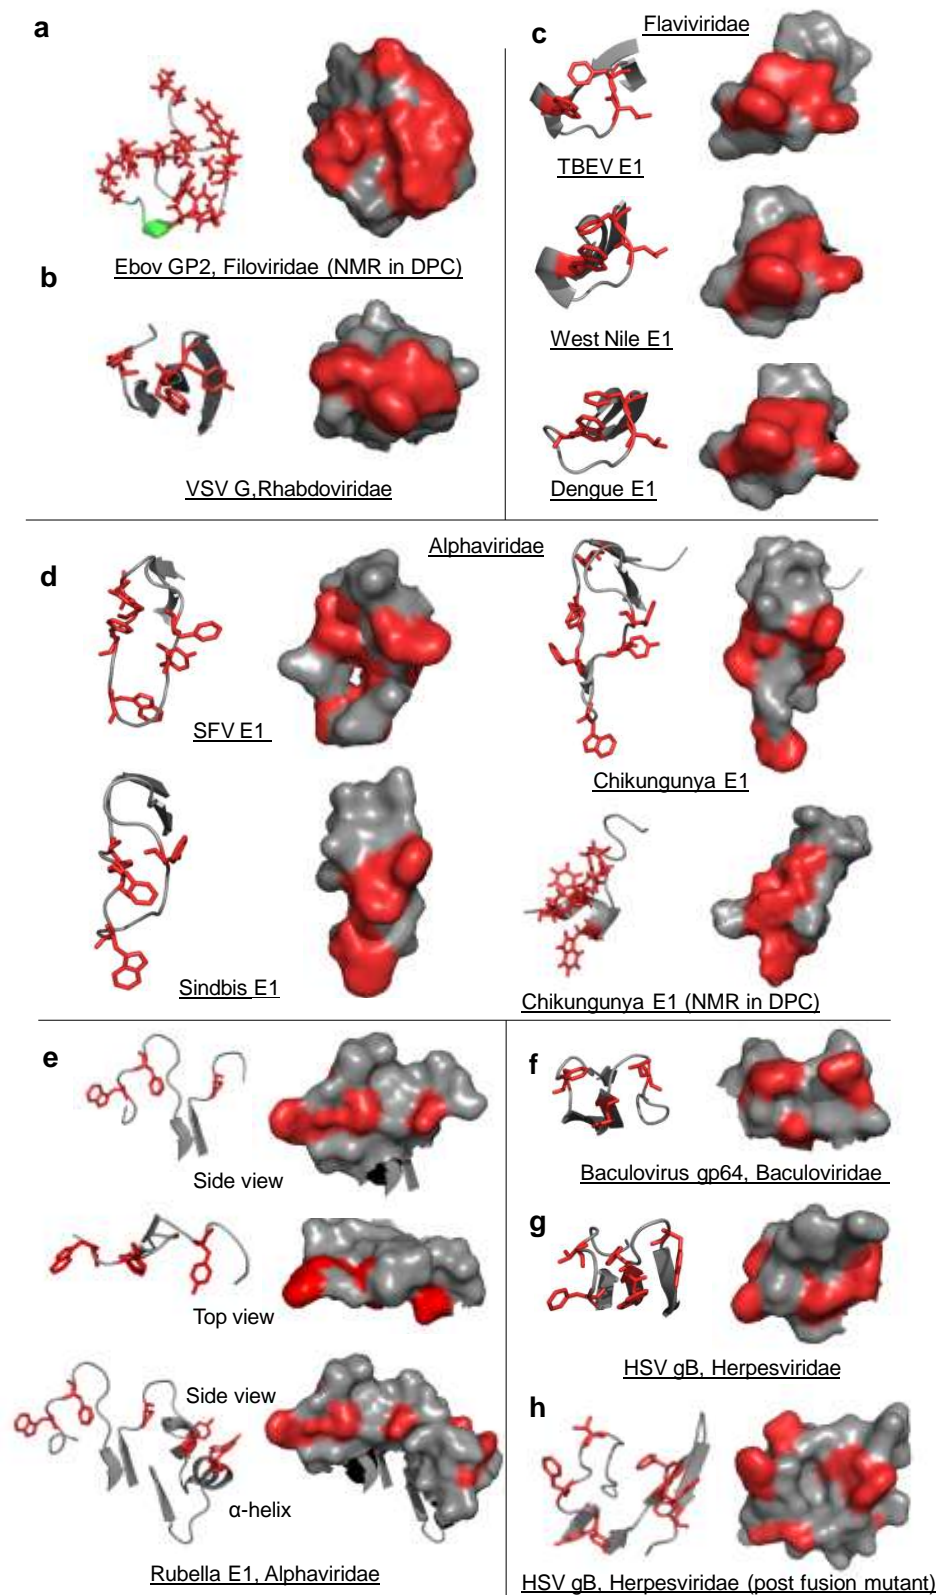 a
Ebov GP2, Filoviridae (NMR in DPC)
b
VSV G,Rhabdoviridae
c
Flaviviridae
TBEV E1
West Nile E1
Dengue E1
d
Alphaviridae
SFV E1
Chikungunya E1
Sindbis E1
Chikungunya E1 (NMR in DPC)
e
Side view
Top view
Side view
α-helix
Rubella E1, Alphaviridae
f
Baculovirus gp64, Baculoviridae
g
HSV gB, Herpesviridae
h
HSV gB, Herpesviridae (post fusion mutant)